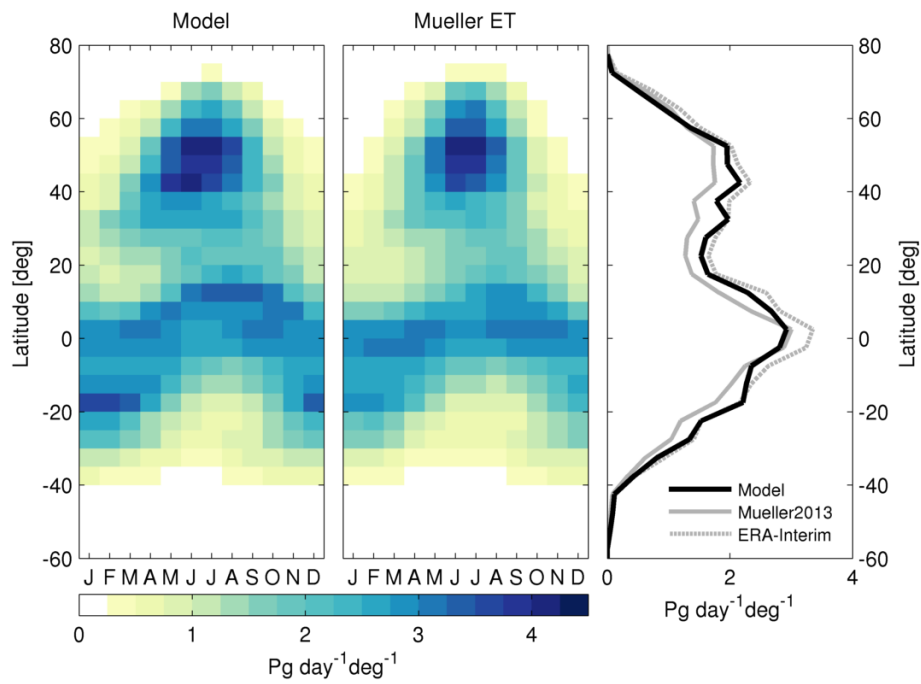 Model
Mueller ET
80
60
40
20
0
-20
-40
-60
Latitude [deg]
J F M A M J J A S O N D
J F M A M J J A S O N D
0 1 2 3 4
Pg day-1deg-1
80
60
40
20
0
-20
-40
-60
Latitude [deg]
Model
Mueller2013
ERA-Interim
0 2 4
Pg day-1deg-1